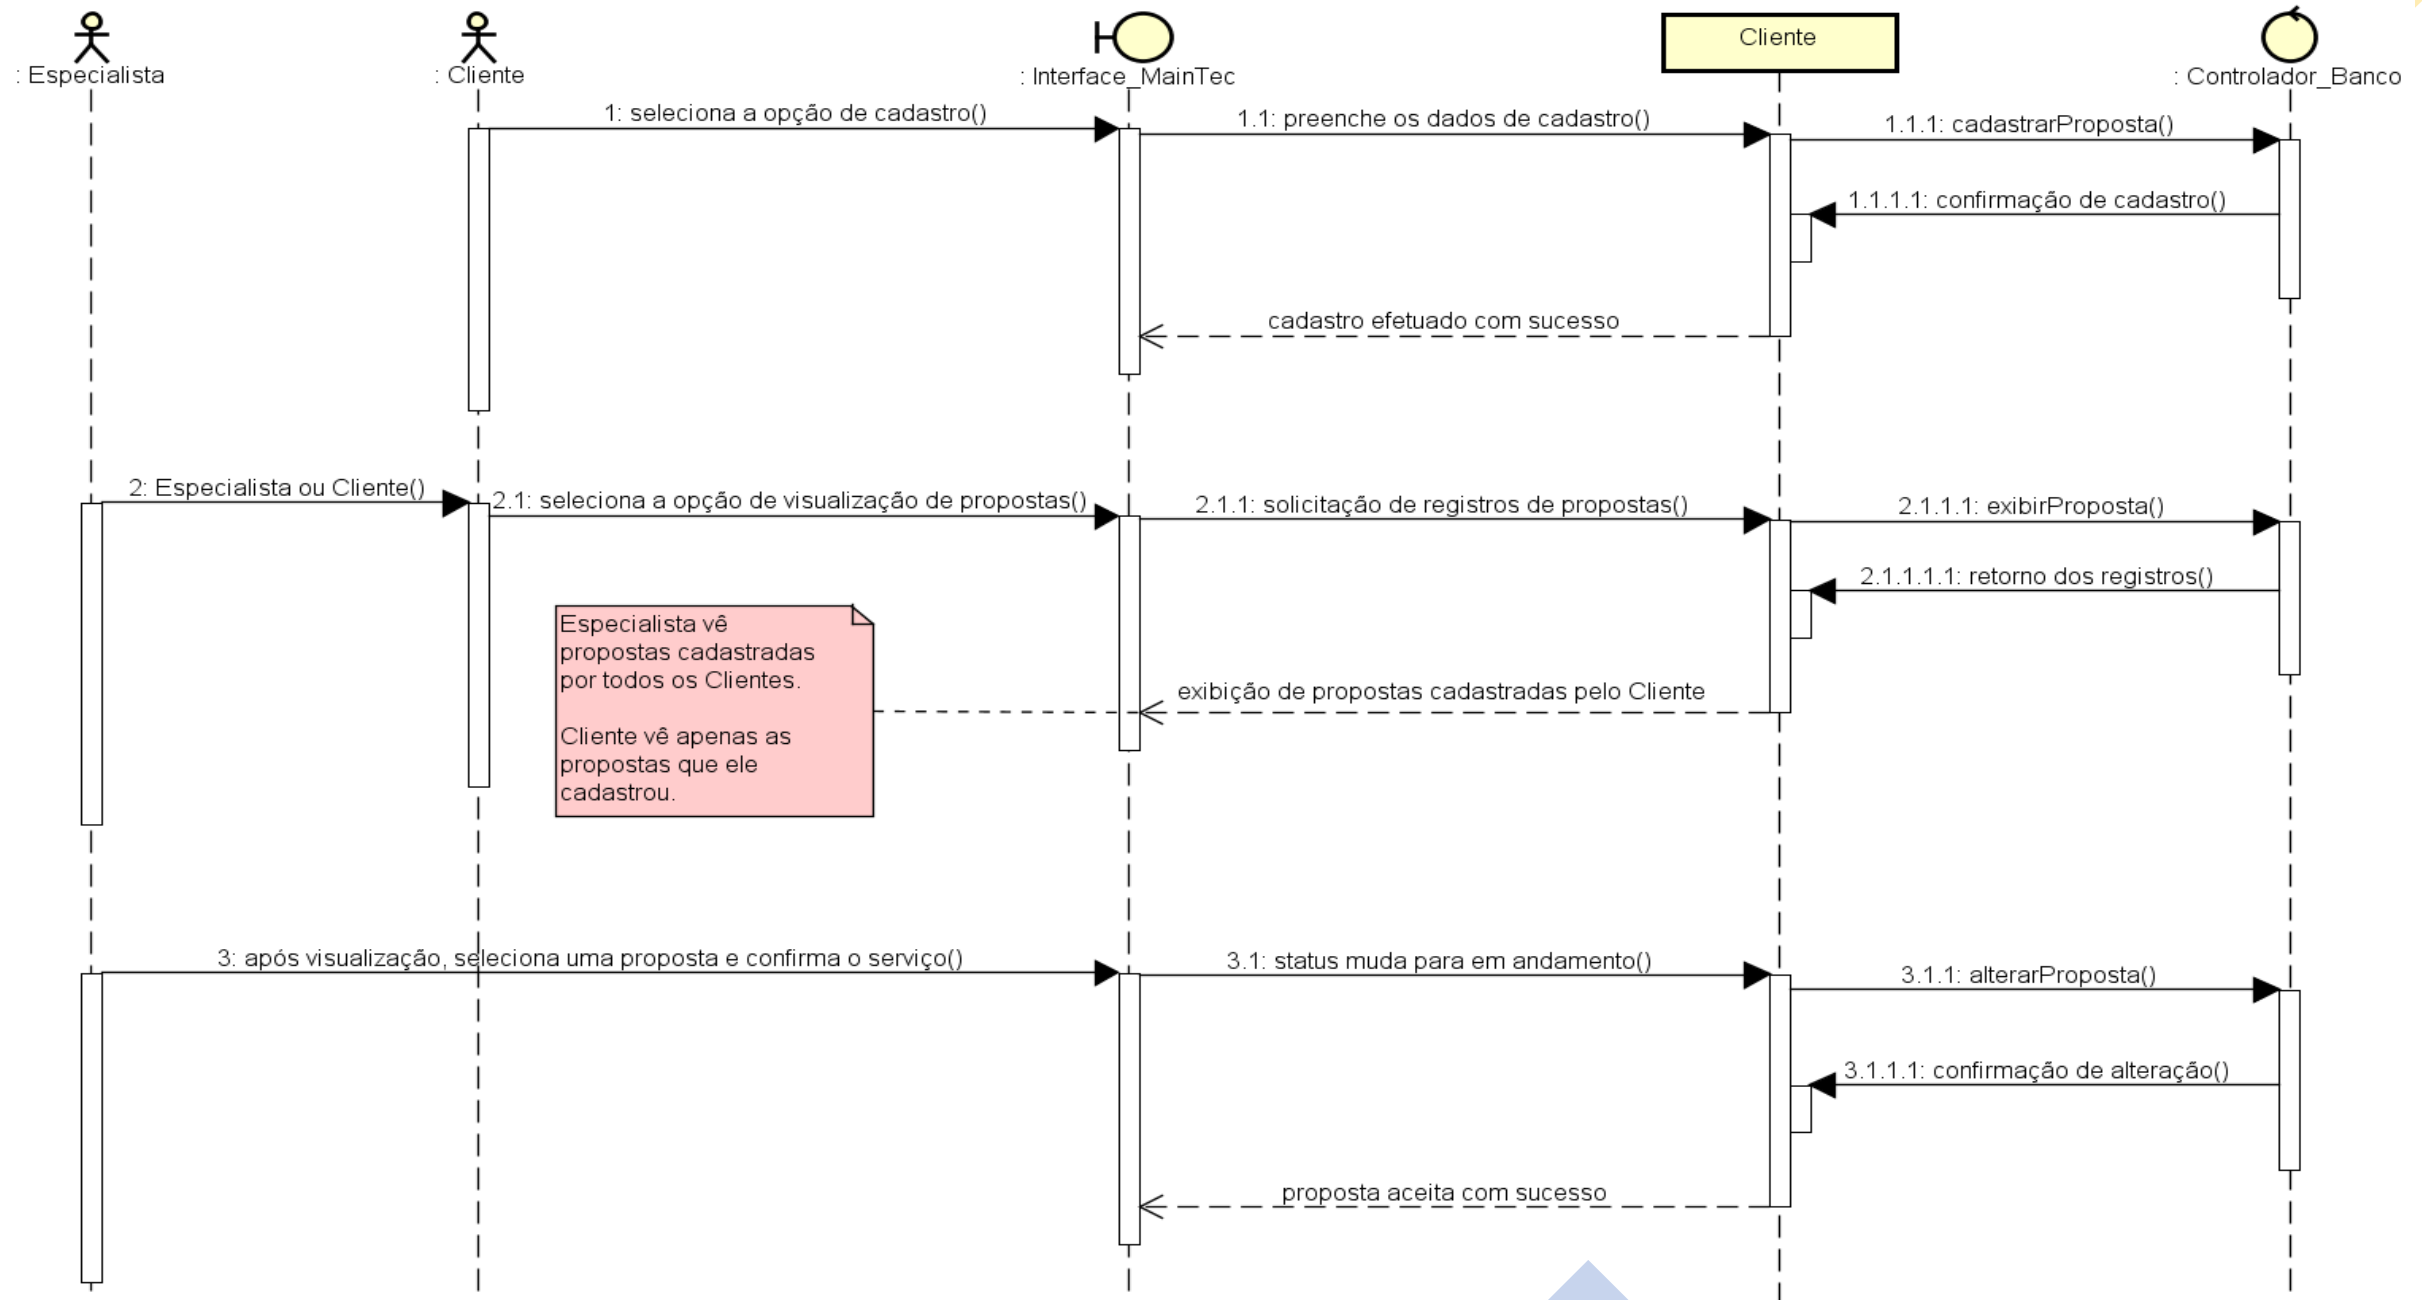 : Especialista
: Cliente
: Interface_MainTec
Cliente
: Controlador_Banco
1: seleciona a opção de cadastro()
1.1: preenche os dados de cadastro()
1.1.1: cadastrarProposta()
1.1.1.1: confirmação de cadastro()
cadastro efetuado com sucesso
2: Especialista ou Cliente()
2.1: seleciona a opção de visualização de propostas()
2.1.1: solicitação de registros de propostas()
2.1.1.1: exibirProposta()
2.1.1.1.1: retorno dos registros()
Especialista vê
propostas cadastradas
por todos os Clientes.
Cliente vê apenas as
propostas que ele
cadastrou.
exibição de propostas cadastradas pelo Cliente
3: após visualização, seleciona uma proposta e confirma o serviço()
3.1: status muda para em andamento()
3.1.1: alterarProposta()
3.1.1.1: confirmação de alteração()
proposta aceita com sucesso